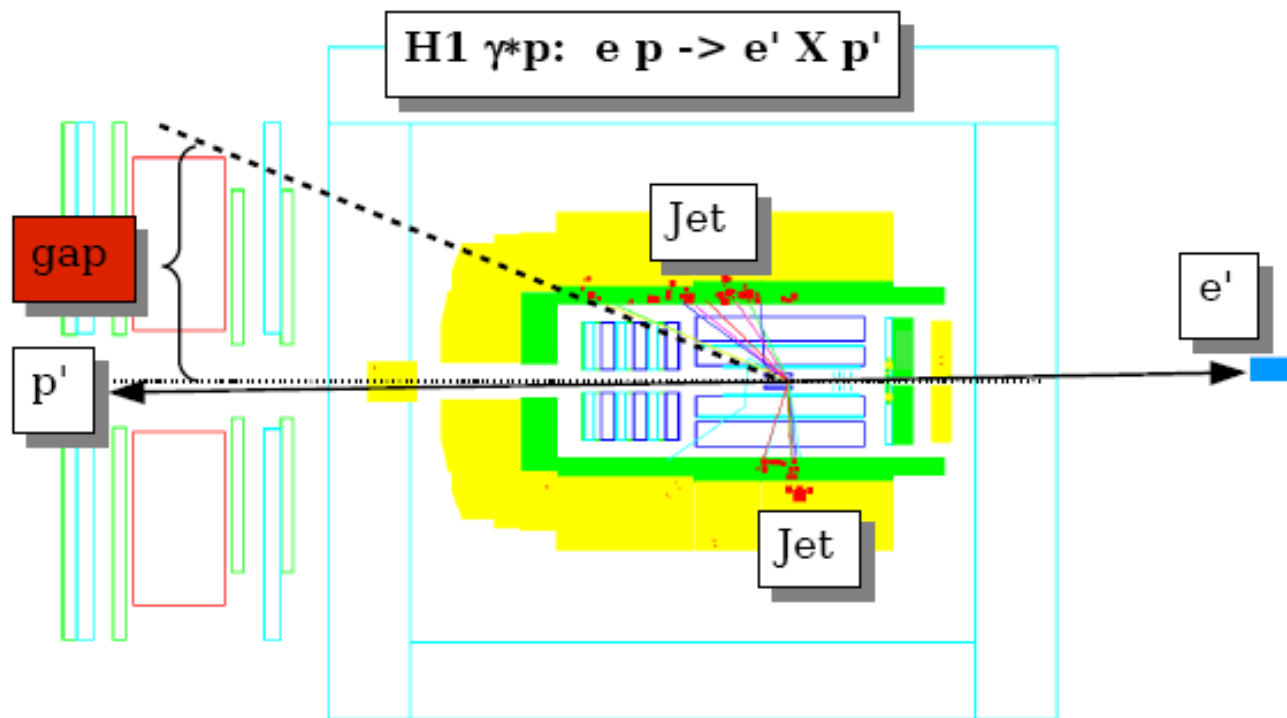 H1 γ*p: e p -> e' X p'
Jet
gap
e'
p'
Jet